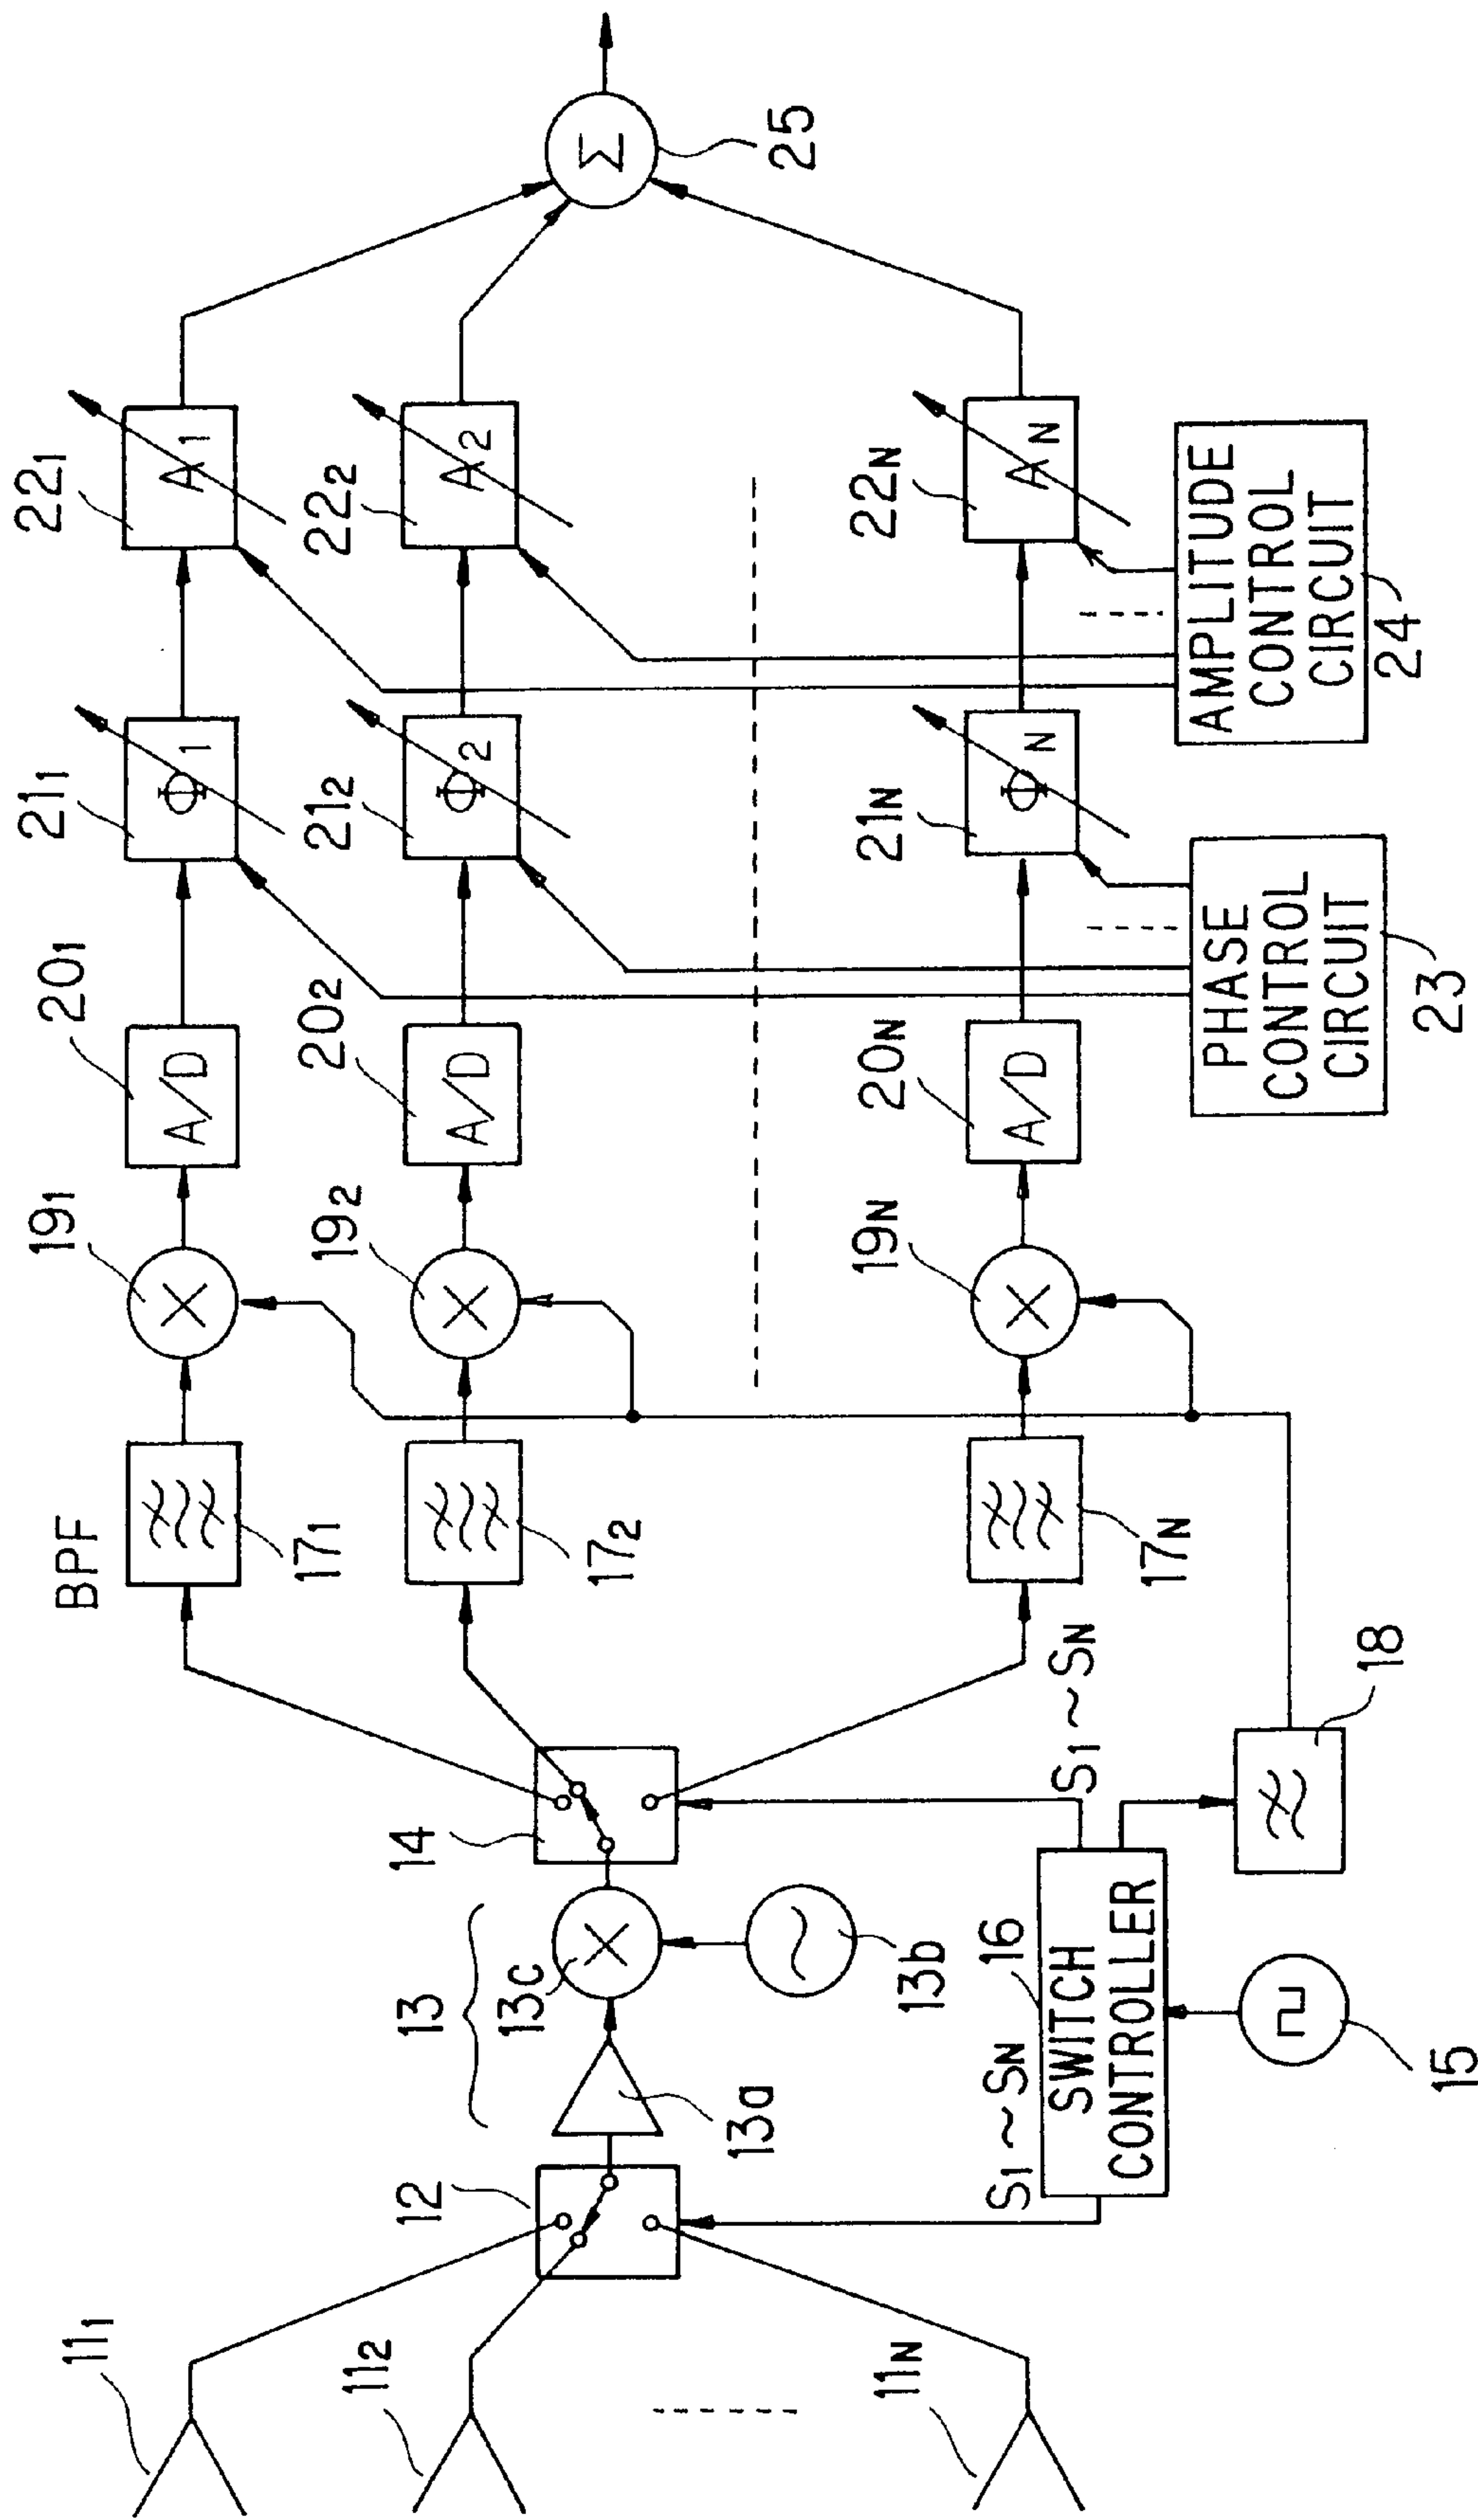 11₁
11₂
11N
12
13
13a
13b
13c
14
15
SWITCH
CONTROLLER
16
S₁~SN
S₁~SN
BPF
17₁
17₂
17N
18
19₁
19₂
19N
A/D
20₁
A/D
20₂
A/D
20N
Φ1
21₁
Φ2
21₂
ΦN
21N
PHASE
CONTROL
CIRCUIT
23
A1
22₁
A2
22₂
AN
22N
AMPLITUDE
CONTROL
CIRCUIT
24
Σ
25